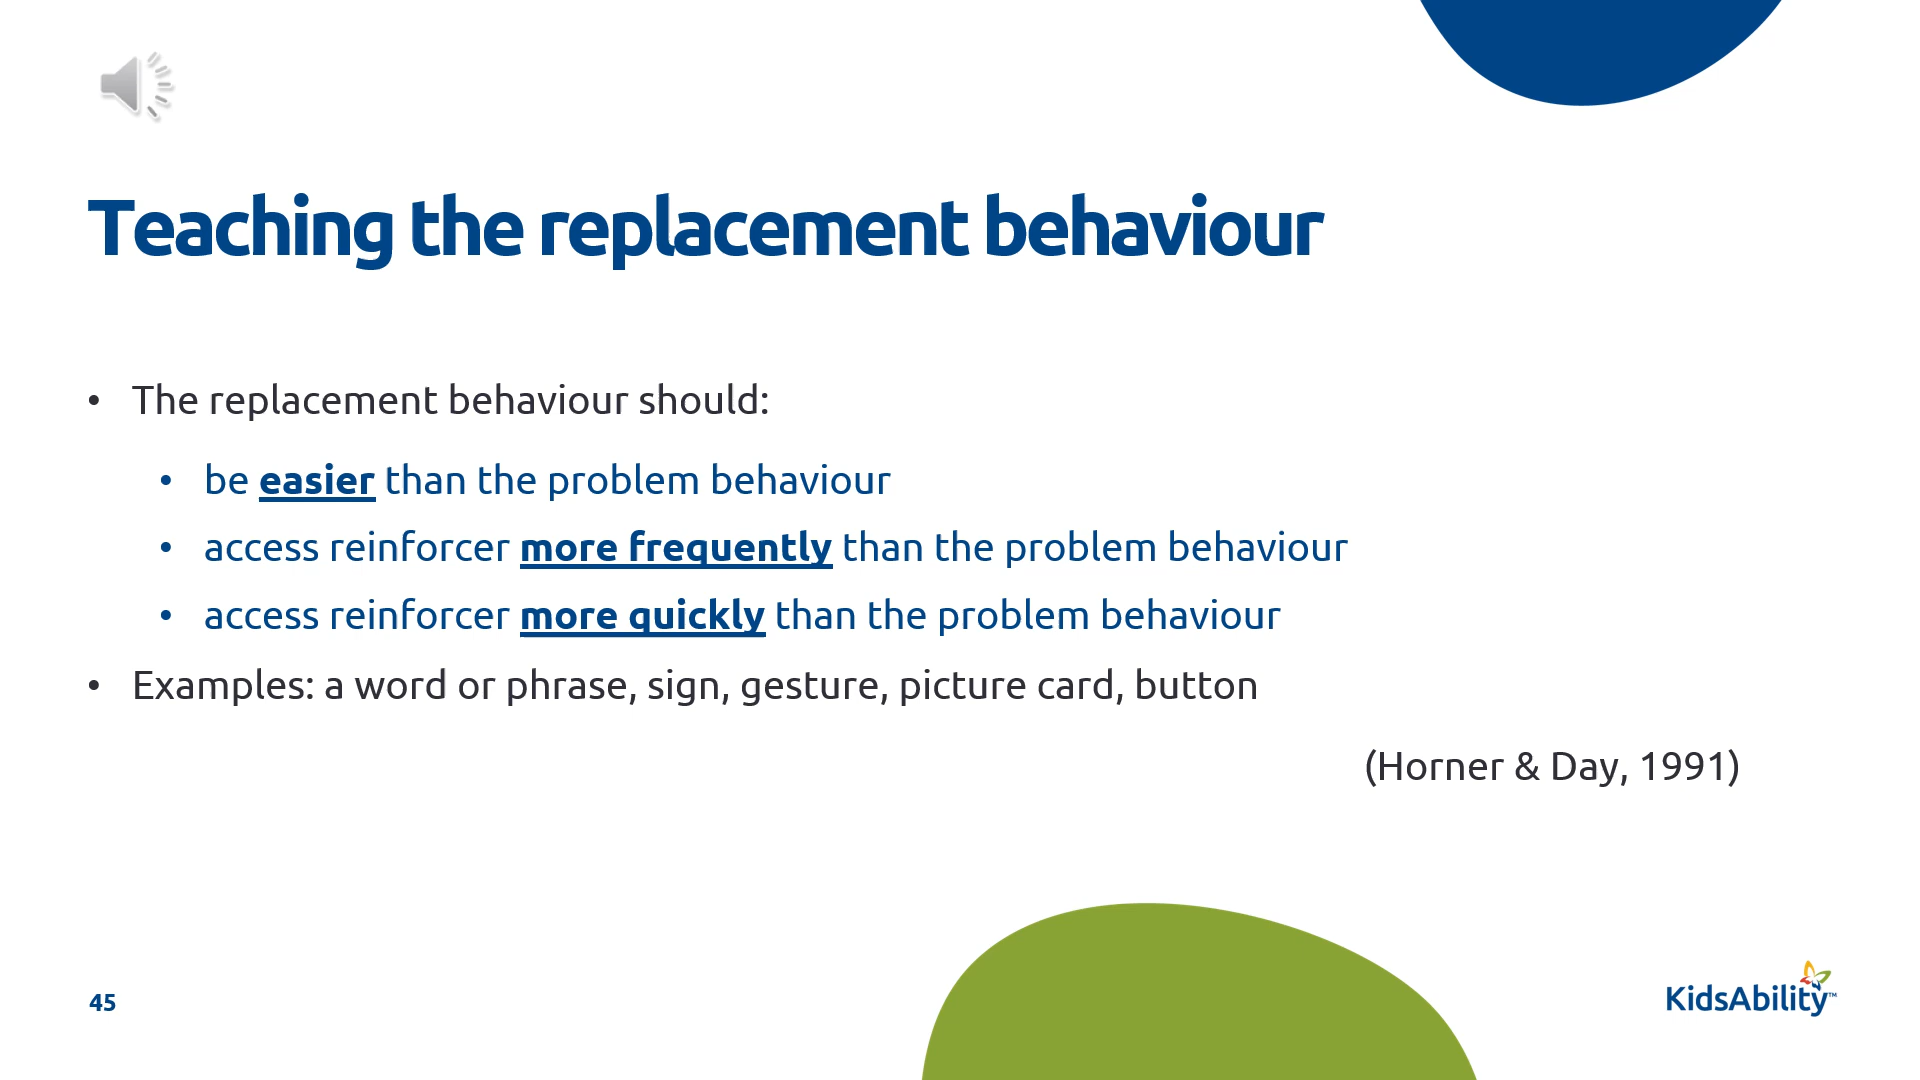 Teaching the replacement behaviour
• The replacement behaviour should:
• be easier than the problem behaviour
• access reinforcer more frequently than the problem behaviour
• access reinforcer more quickly than the problem behaviour
• Examples: a word or phrase, sign, gesture, picture card, button
(Horner & Day, 1991)
45
KidsAbility™